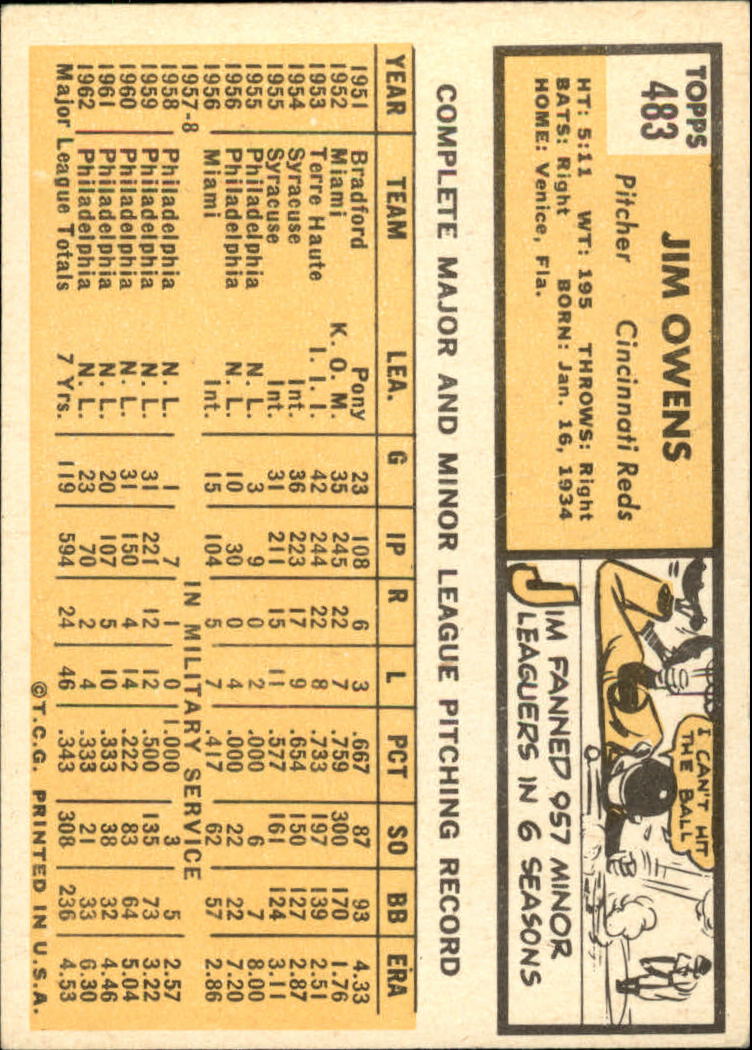 TOPPS
483
JIM OWENS
Pitcher Cincinnati Reds
HT: 5:11 WT: 195 THROWS: Right
BATS: Right BORN: Jan. 16, 1934
HOME: Venice, Fla.
I CAN'T HIT
THE BALL
JIM FANNED 957 MINOR
LEAGUERS IN 6 SEASONS
COMPLETE MAJOR AND MINOR LEAGUE PITCHING RECORD
YEAR TEAM LEA. G IP R L PCT SO BB ERA
1951 Bradford Pony 23 108 6 3 .667 87 93 4.33
1952 Miami K. O. M. 35 245 22 7 .759 300 170 1.76
1953 Terre Haute I. I. I. 42 244 22 8 .733 197 139 2.51
1954 Syracuse Int. 36 223 17 9 .654 150 127 2.87
1955 Syracuse Int. 31 211 15 11 .577 161 124 3.11
1955 Philadelphia N. L. 3 9 0 2 .000 6 7 8.00
1956 Philadelphia N. L. 10 30 0 4 .000 22 22 7.20
1956 Miami Int. 15 104 5 7 .417 62 57 2.86
1957-8 IN MILITARY SERVICE
1958 Philadelphia N. L. 1 7 1 0 1.000 3 5 2.57
1959 Philadelphia N. L. 31 221 12 12 .500 135 73 3.22
1960 Philadelphia N. L. 31 150 4 14 .222 83 64 5.04
1961 Philadelphia N. L. 20 107 5 10 .333 38 32 4.46
1962 Philadelphia N. L. 23 70 2 4 .333 21 33 6.30
Major League Totals 7 Yrs. 119 594 24 46 .343 308 236 4.53
©T.C.G. PRINTED IN U.S.A.